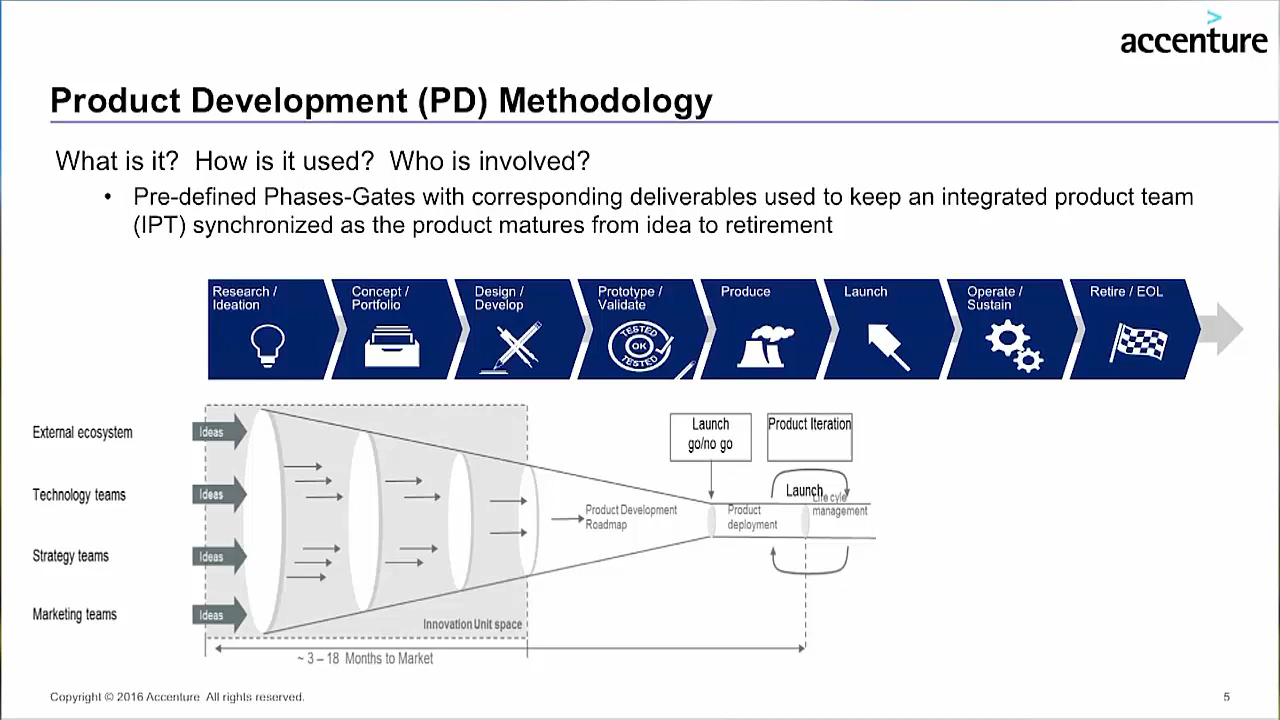 accenture
Product Development (PD) Methodology
What is it?  How is it used?  Who is involved?
• Pre-defined Phases-Gates with corresponding deliverables used to keep an integrated product team
(IPT) synchronized as the product matures from idea to retirement
Research /
Ideation
Concept /
Portfolio
Design /
Develop
Prototype /
Validate
TESTED
OK
TESTED
Produce
Launch
Operate /
Sustain
Retire / EOL
External ecosystem
Technology teams
Strategy teams
Marketing teams
Ideas
Ideas
Ideas
Ideas
Innovation Unit space
~ 3 – 18 Months to Market
Product Development
Roadmap
Launch
go/no go
Product Iteration
Launch
Product
deployment
Life cyle
management
Copyright © 2016 Accenture  All rights reserved.
5